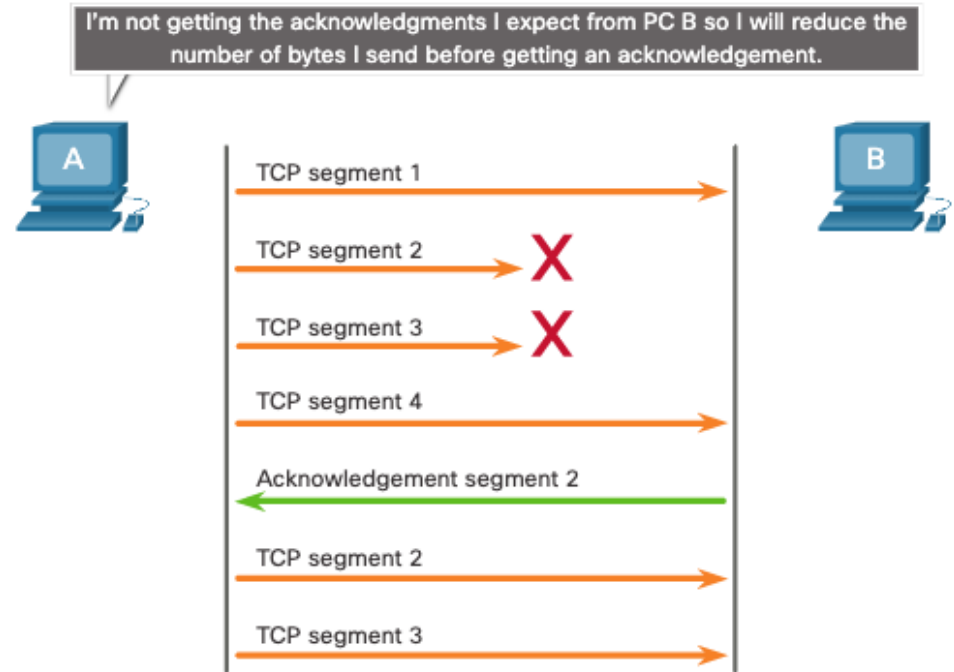 I'm not getting the acknowledgments I expect from PC B so I will reduce the
number of bytes I send before getting an acknowledgement.
A
B
TCP segment 1
TCP segment 2
X
TCP segment 3
X
TCP segment 4
Acknowledgement segment 2
TCP segment 2
TCP segment 3